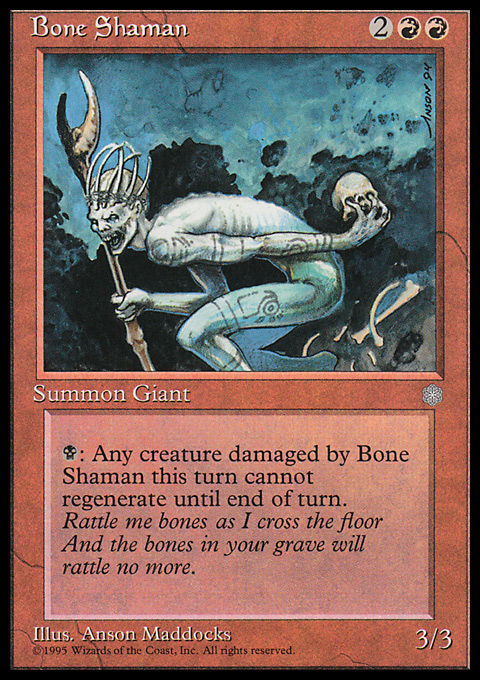 Bone Shaman 2
ANSON 94
Summon Giant
: Any creature damaged by Bone
Shaman this turn cannot
regenerate until end of turn.
Rattle me bones as I cross the floor
And the bones in your grave will
rattle no more.
Illus. Anson Maddocks
3/3
©1995 Wizards of the Coast, Inc. All rights reserved.